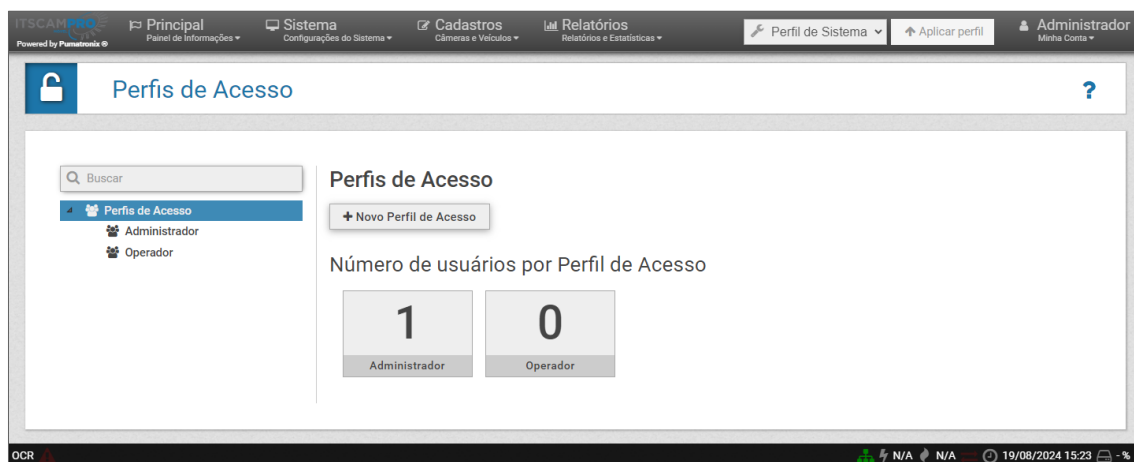 ITSCAMPRO
Powered by Pumatronix ®
Principal
Painel de Informações
Sistema
Configurações do Sistema
Cadastros
Câmeras e Veículos
Relatórios
Relatórios e Estatísticas
Perfil de Sistema
Aplicar perfil
Administrador
Minha Conta
Perfis de Acesso
?
Buscar
Perfis de Acesso
Administrador
Operador
Perfis de Acesso
+ Novo Perfil de Acesso
Número de usuários por Perfil de Acesso
1
Administrador
0
Operador
OCR
N/A N/A 19/08/2024 15:23 - %